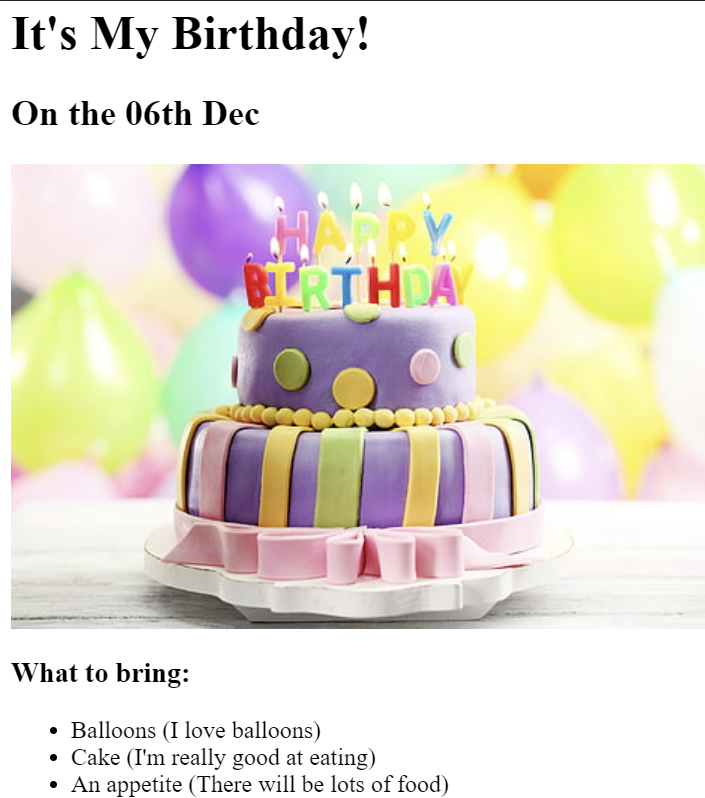 It's My Birthday!
On the 06th Dec
HAPPY
BIRTHDAY
What to bring:
Balloons (I love balloons)
Cake (I'm really good at eating)
An appetite (There will be lots of food)